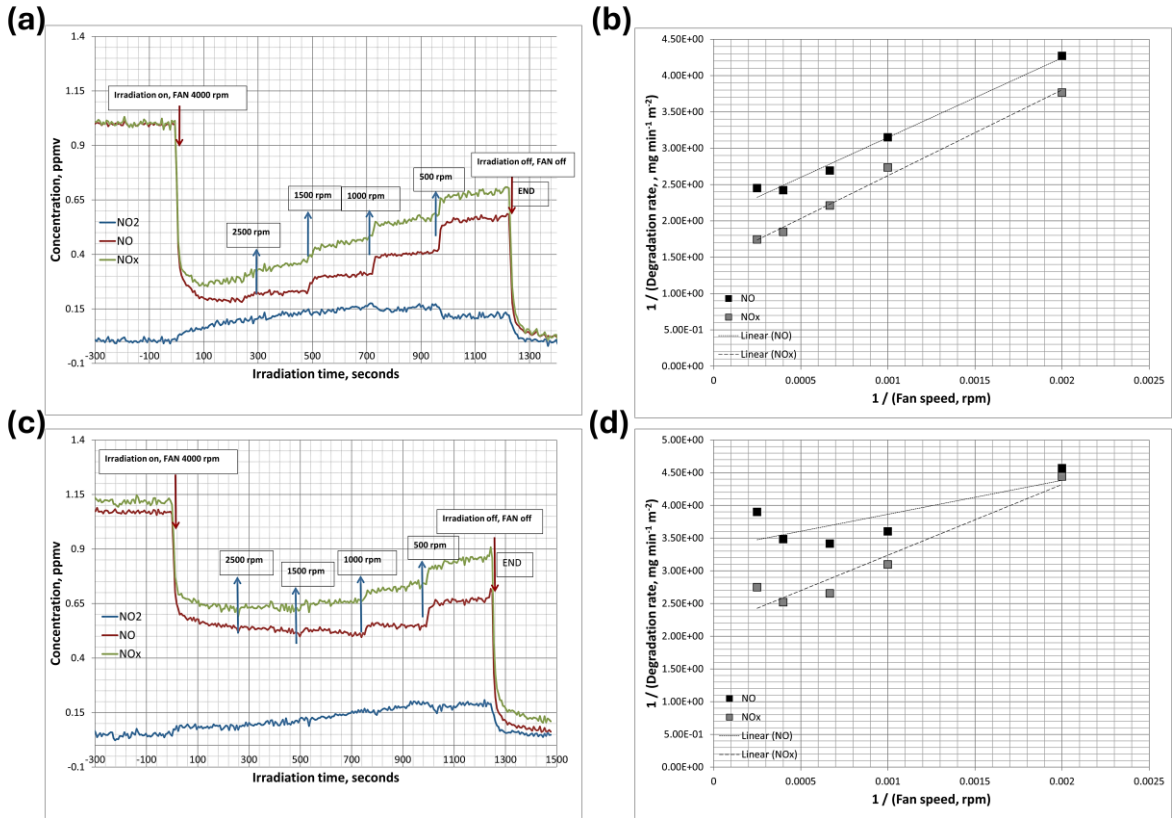 (a)
1.4
1.15
0.9
0.65
0.4
0.15
-0.1
Concentration, ppmv
Irradiation on, FAN 4000 rpm
2500 rpm
1500 rpm
1000 rpm
500 rpm
Irradiation off, FAN off
END
NO2
NO
NOx
-300 -100 100 300 500 700 900 1100 1300
Irradiation time, seconds
(b)
4.50E+00
4.00E+00
3.50E+00
3.00E+00
2.50E+00
2.00E+00
1.50E+00
1.00E+00
5.00E-01
0.00E+00
1 / (Degradation rate, , mg min⁻¹ m⁻²)
NO
NOx
Linear (NO)
Linear (NOx)
0 0.0005 0.001 0.0015 0.002 0.0025
1 / (Fan speed, rpm)
(c)
1.4
1.15
0.9
0.65
0.4
0.15
-0.1
Concentration, ppmv
Irradiation on, FAN 4000 rpm
2500 rpm
1500 rpm
1000 rpm
500 rpm
Irradiation off, FAN off
END
NO2
NO
NOx
-300 -100 100 300 500 700 900 1100 1300 1500
Irradiation time, seconds
(d)
5.00E+00
4.50E+00
4.00E+00
3.50E+00
3.00E+00
2.50E+00
2.00E+00
1.50E+00
1.00E+00
5.00E-01
0.00E+00
1 / (Degradation rate, mg min⁻¹ m⁻²)
NO
NOx
Linear (NO)
Linear (NOx)
0 0.0005 0.001 0.0015 0.002 0.0025
1 / (Fan speed, rpm)